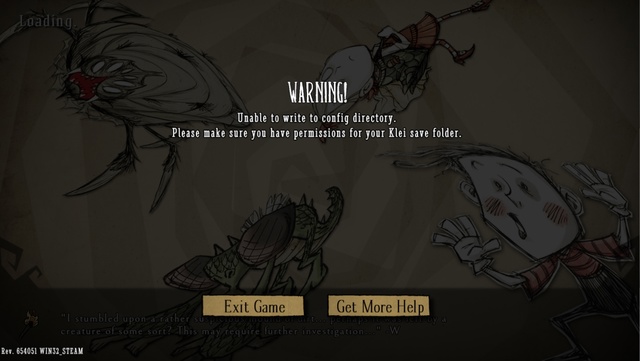 Loading
WARNING!
Unable to write to config directory.
Please make sure you have permissions for your Klei save folder.
Exit Game
Get More Help
"I stumbled upon a rather
creature of some sort? This may require further investigation. " W
Rev. 654051 WIN32_STEAM